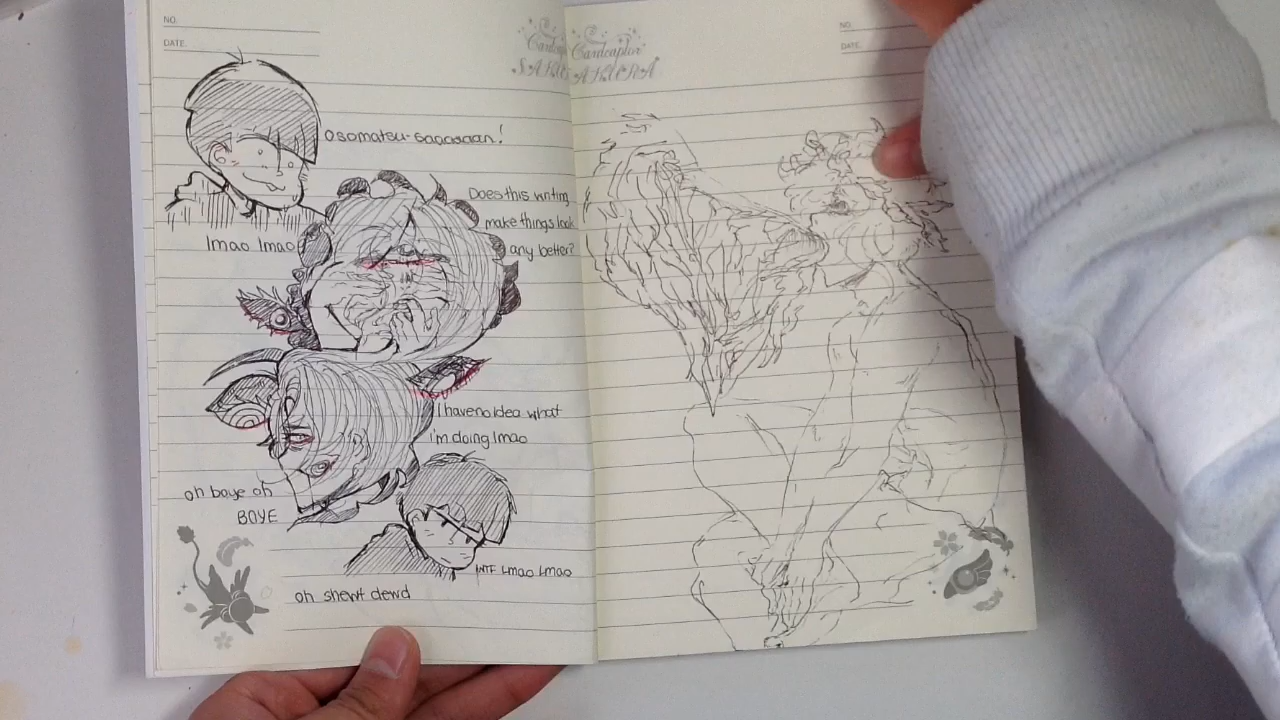 NO.
DATE.
Cardcaptor
SAKURA
NO.
DATE.
Osomatsu-saaaaaan!
Does this writing
make things look
any better?
lmao lmao
I have no Idea what
i'm doing lmao
oh boye oh
BOYE
WTF Lmao Lmao
oh shewt dewd